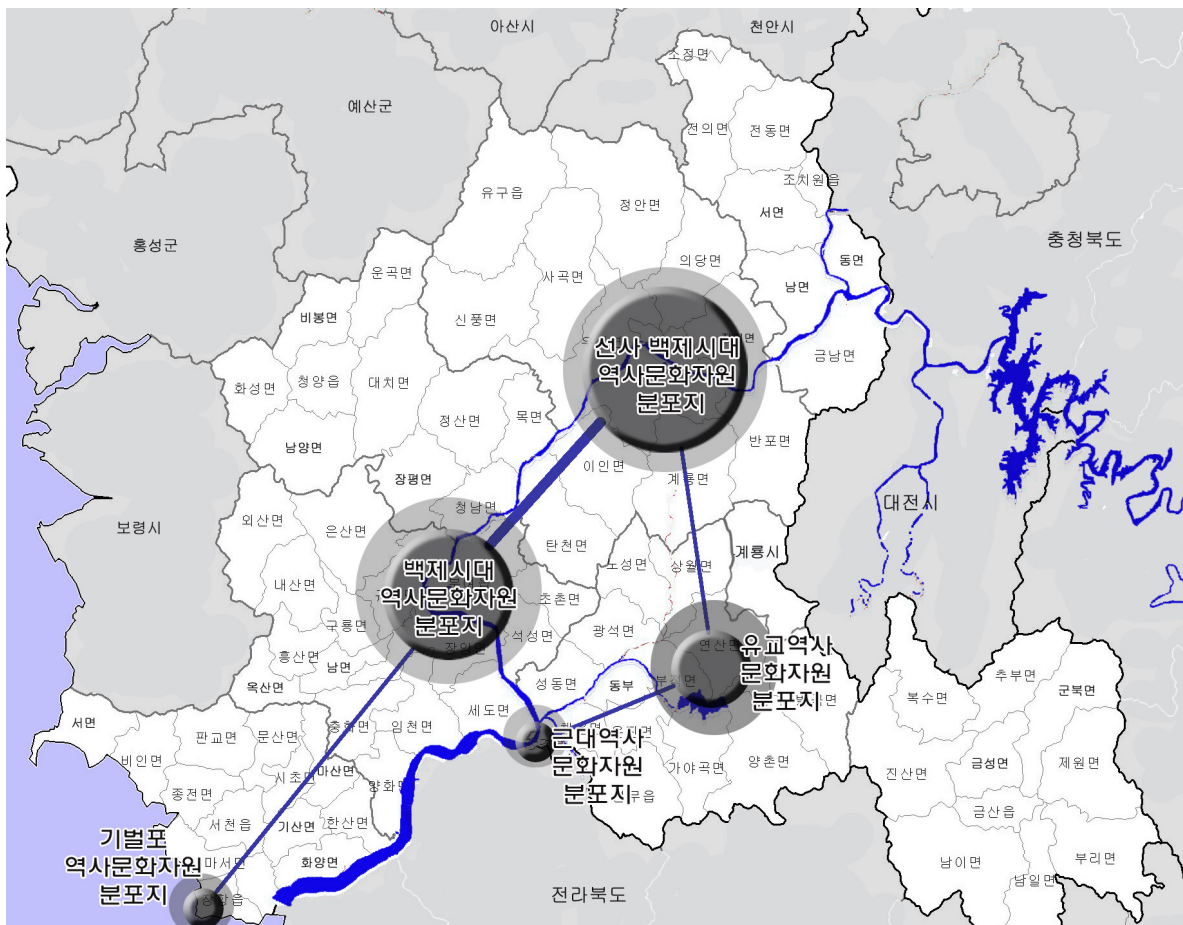 아산시
천안시
소정면
예산군
전의면
전동면
유구읍
조치원읍
정안면
서면
홍성군
충청북도
동면
의당면
운곡면
사곡면
남면
비봉면
신풍면
선사·백제시대
역사문화자원
분포지
금남면
화성면
청양읍
대치면
정산면
목면
반포면
남양면
이인면
장평면
계룡면
청남면
대전시
외산면
은산면
보령시
탄천면
계룡시
노성면
상월면
백제시대
역사문화자원
분포지
내산면
초촌면
구룡면
광석면
석성면
연산면
유교역사
문화자원
분포지
장암면
홍산면
남면
성동면
동부
옥산면
추부면
군북면
복수면
세도면
서면
충화면
임천면
판교면
문산면
근대역사
문화자원
분포지
비인면
시초면
마산면
가야곡면
양촌면
금성면
제원면
진산면
종전면
양화면
서천읍
기산면
한산면
금산읍
기벌포
역사문화자원
분포지
마서면
화양면
남이면
부리면
남일면
전라북도